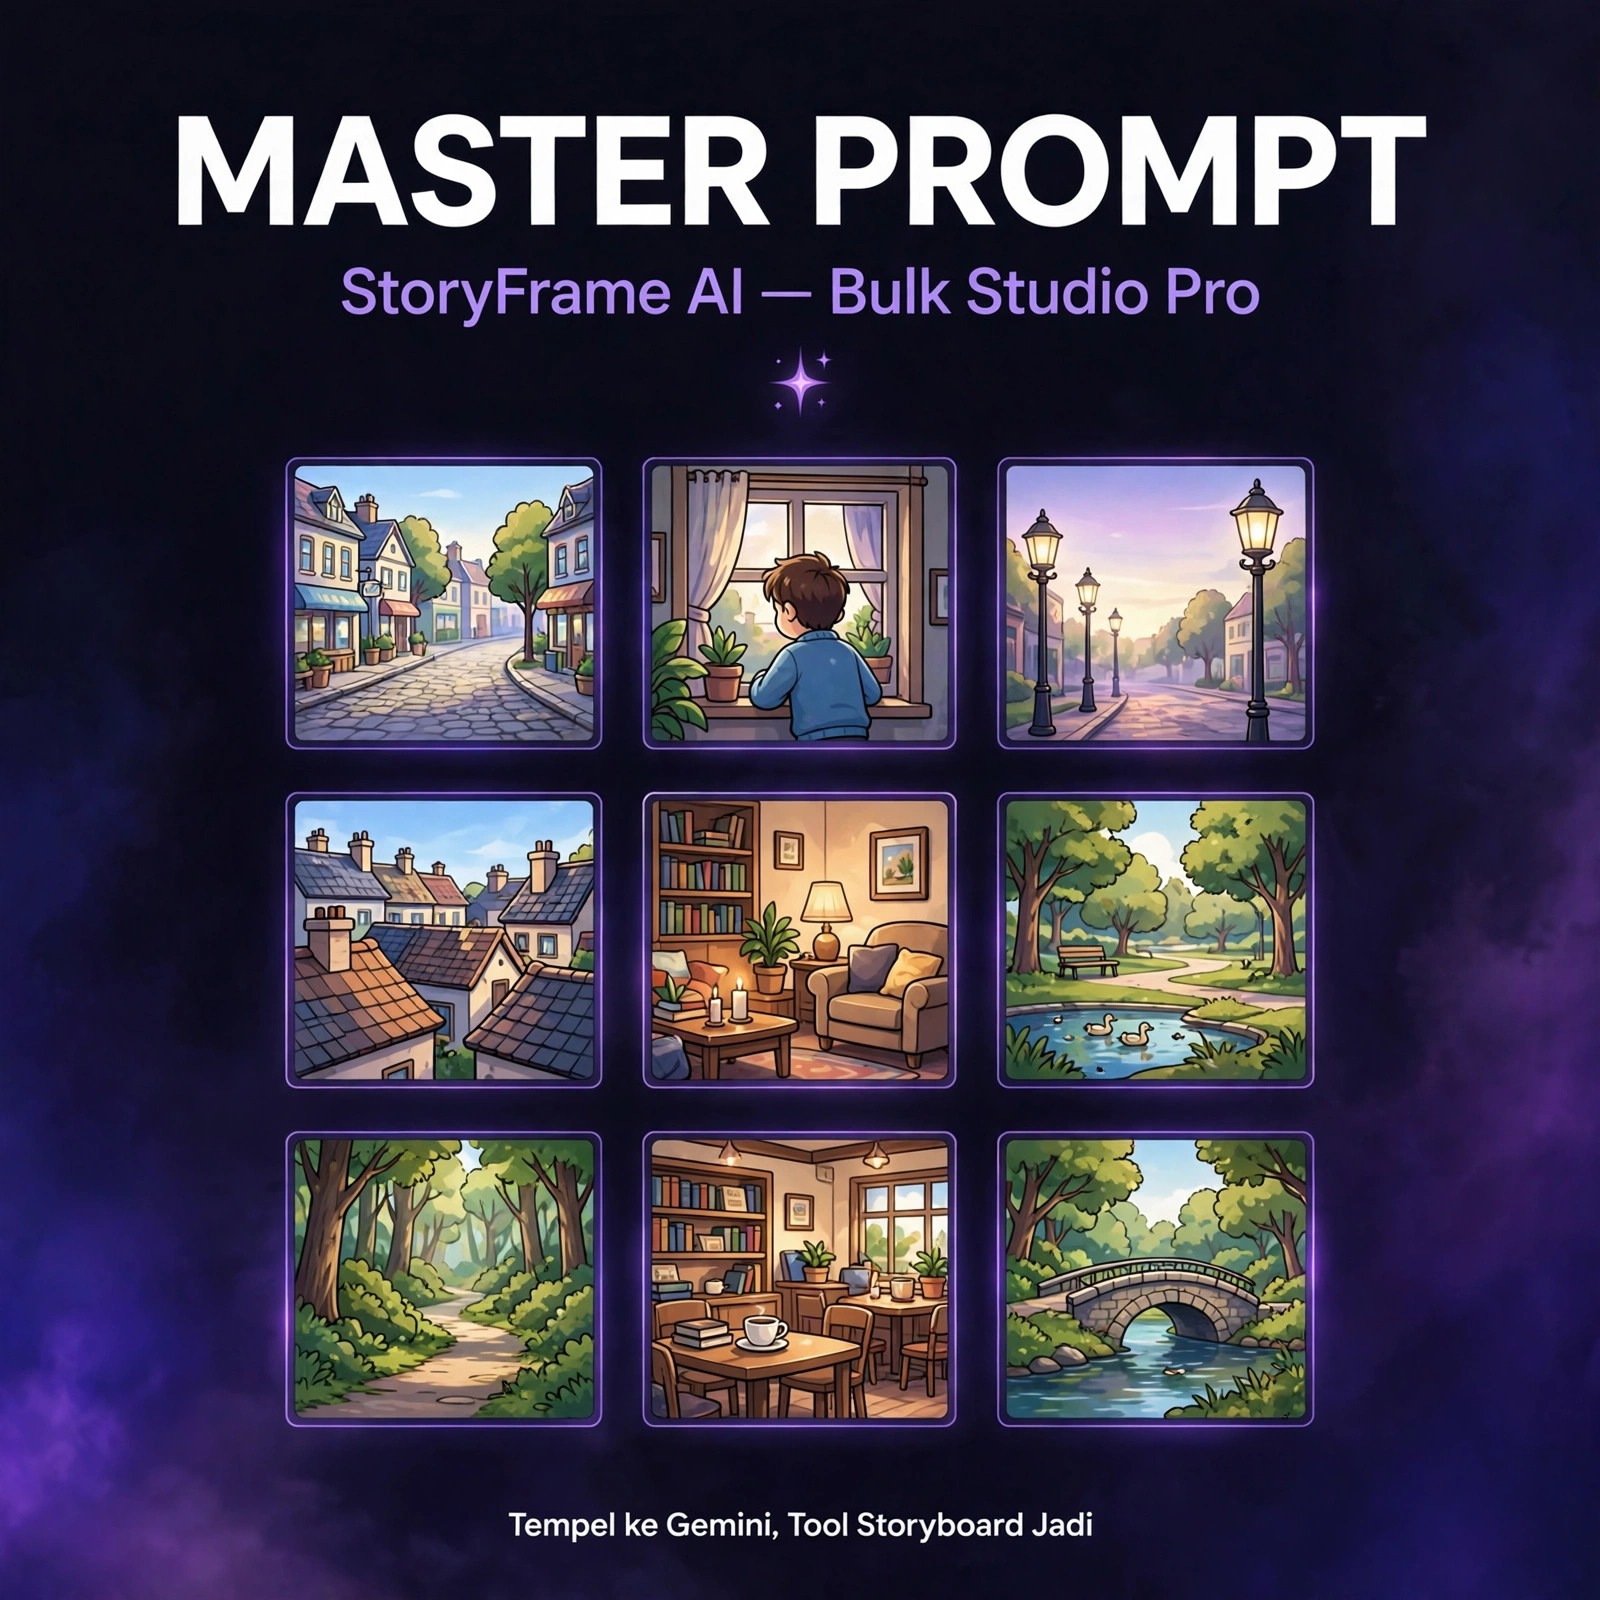 MASTER PROMPT
StoryFrame AI — Bulk Studio Pro
Tempel ke Gemini, Tool Storyboard Jadi